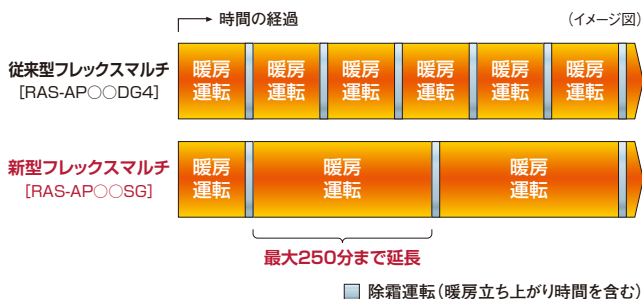 時間の経過
(イメージ図)
従来型フレックスマルチ
[RAS-AP○○DG4]
暖房
運転
暖房
運転
暖房
運転
暖房
運転
暖房
運転
暖房
運転
新型フレックスマルチ
[RAS-AP○○SG]
暖房
運転
暖房
運転
暖房
運転
最大250分まで延長
除霜運転(暖房立ち上がり時間を含む)